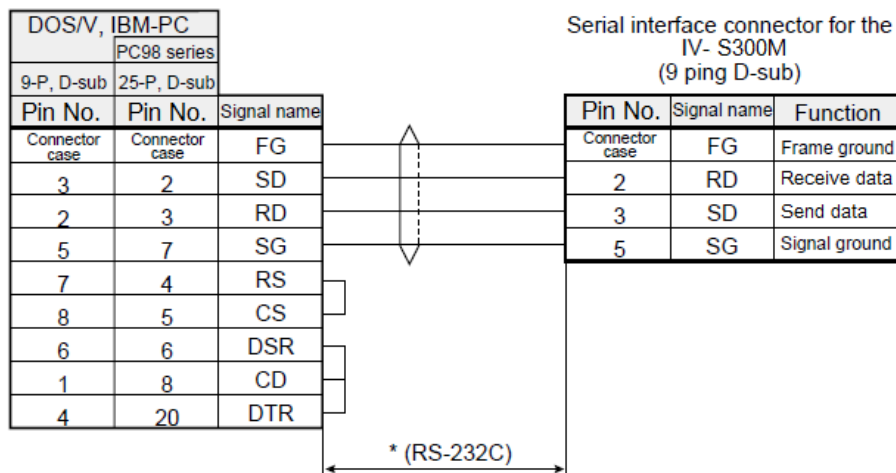 DOS/V, IBM-PC
PC98 series
9-P, D-sub 25-P, D-sub
Pin No. Pin No. Signal name
Connector case Connector case FG
3 2 SD
2 3 RD
5 7 SG
7 4 RS
8 5 CS
6 6 DSR
1 8 CD
4 20 DTR
* (RS-232C)
Serial interface connector for the
IV- S300M
(9 ping D-sub)
Pin No. Signal name Function
Connector case FG Frame ground
2 RD Receive data
3 SD Send data
5 SG Signal ground